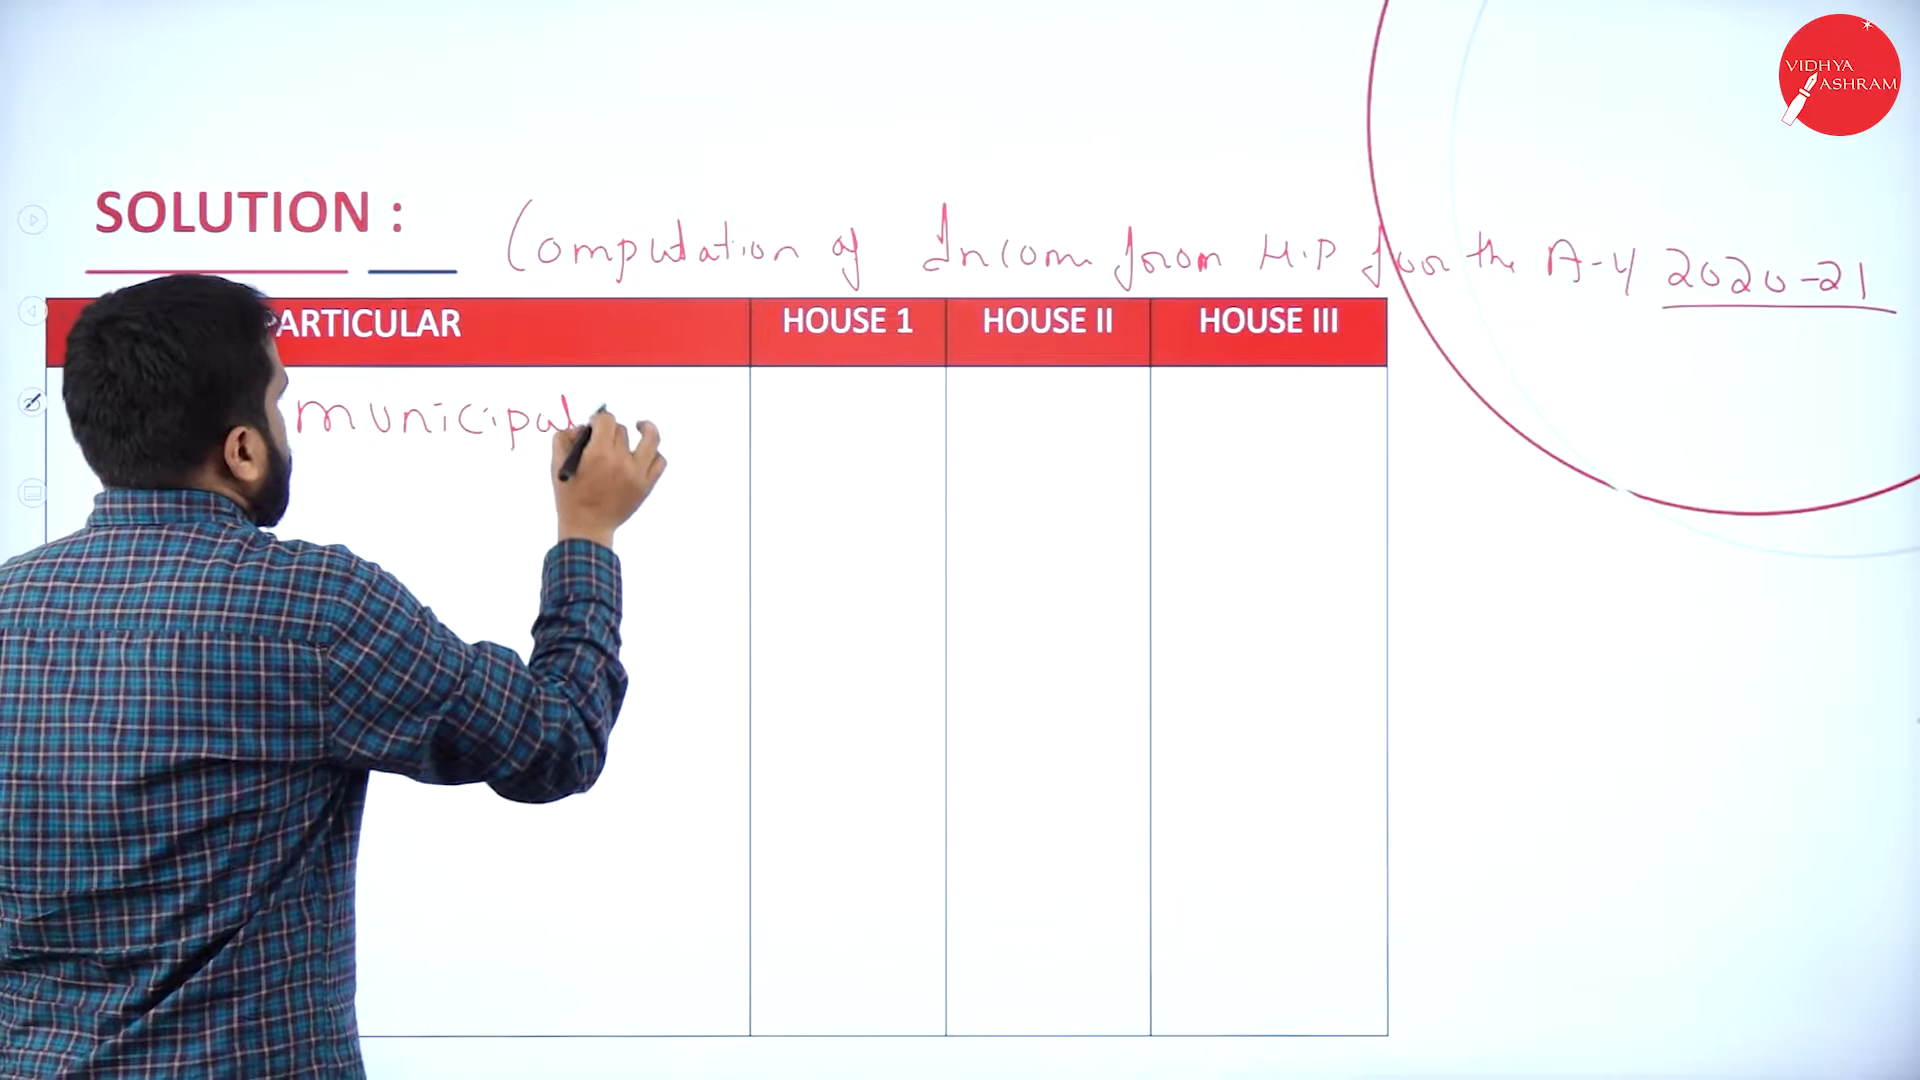 VIDHYA
ASHRAM
SOLUTION :
Computation of Income from H.P for the A-Y 2020-21
ARTICULAR
HOUSE 1
HOUSE II
HOUSE III
municipal